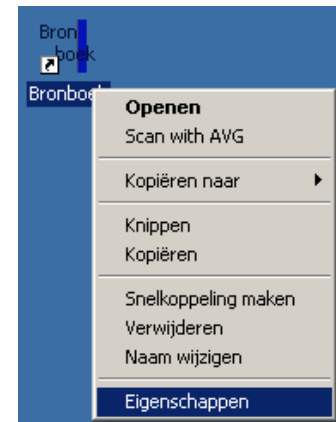 Bron
boek
Bronboek
Openen
Scan with AVG
Kopiëren naar
Knippen
Kopiëren
Snelkoppeling maken
Verwijderen
Naam wijzigen
Eigenschappen